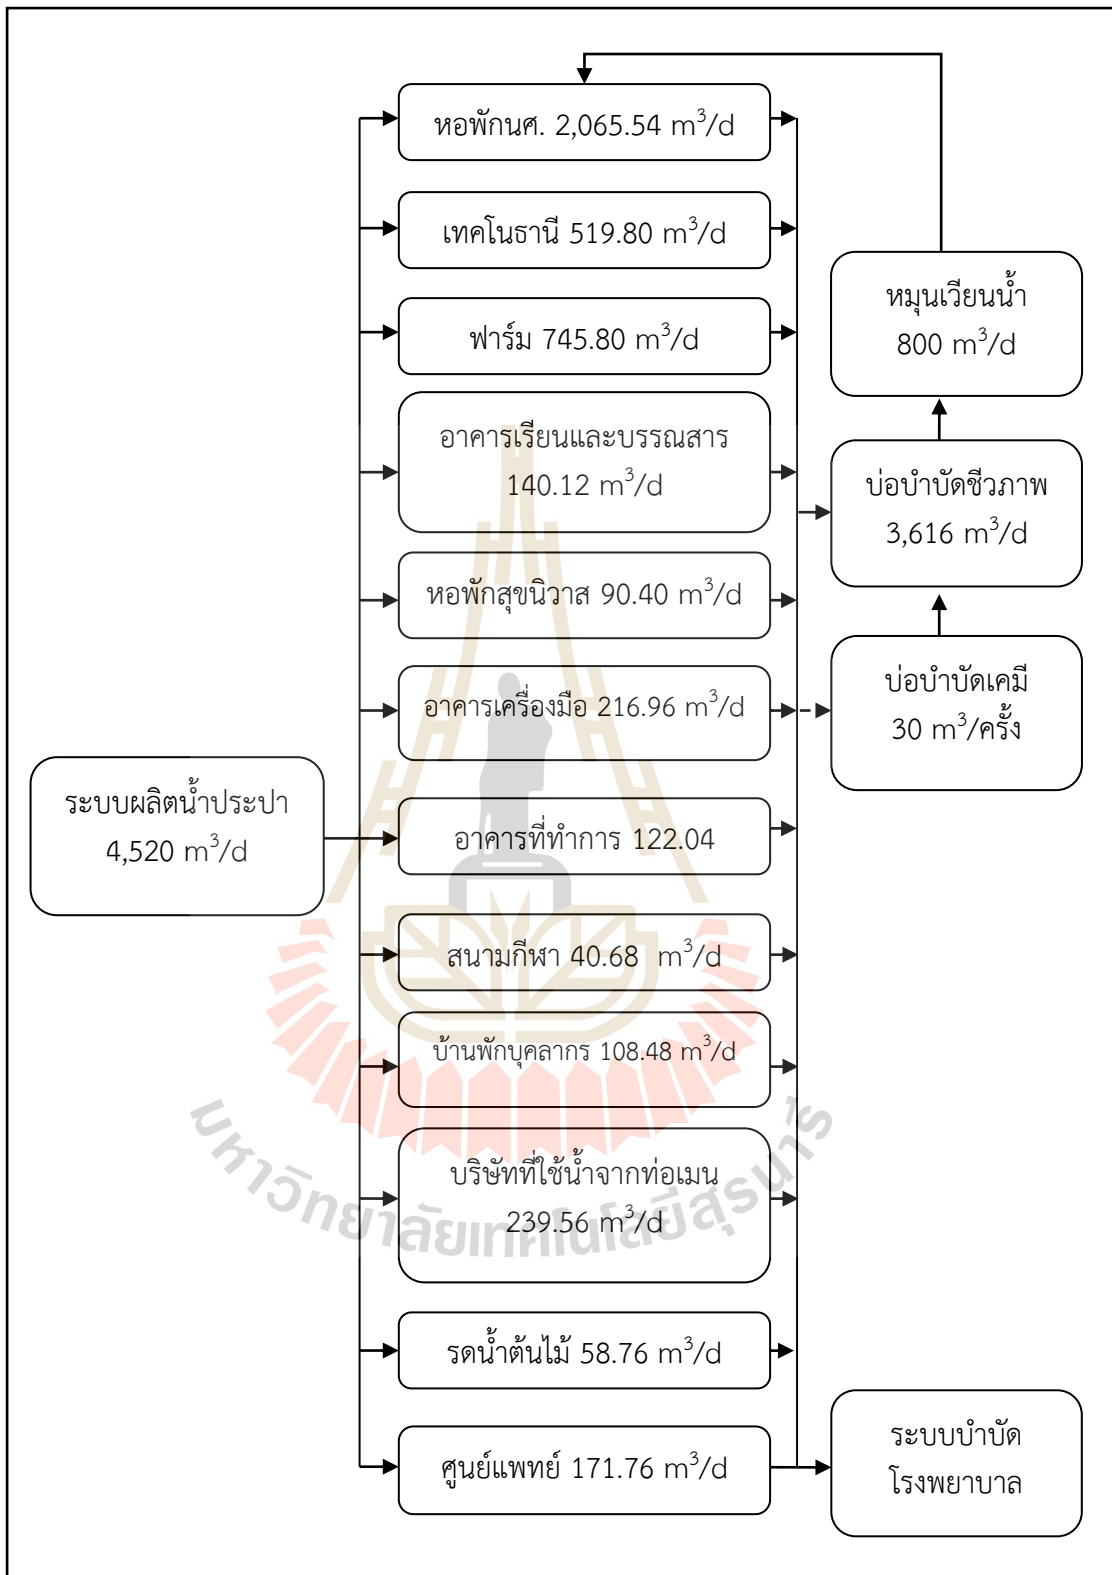 หอพักนศ. 2,065.54 m³/d
เทคโนธานี 519.80 m³/d
ฟาร์ม 745.80 m³/d
อาคารเรียนและบรรณสาร
140.12 m³/d
หอพักสุขนิวาส 90.40 m³/d
อาคารเครื่องมือ 216.96 m³/d
ระบบผลิตน้ำประปา
4,520 m³/d
อาคารที่ทำการ 122.04
สนามกีฬา 40.68 m³/d
บ้านพักบุคลากร 108.48 m³/d
บริษัทที่ใช้น้ำจากท่อเมน
239.56 m³/d
รดน้ำต้นไม้ 58.76 m³/d
ศูนย์แพทย์ 171.76 m³/d
หมุนเวียนน้ำ
800 m³/d
บ่อบำบัดชีวภาพ
3,616 m³/d
บ่อบำบัดเคมี
30 m³/ครั้ง
ระบบบำบัด
โรงพยาบาล
มหาวิทยาลัยเทคโนโลยีสุรนารี